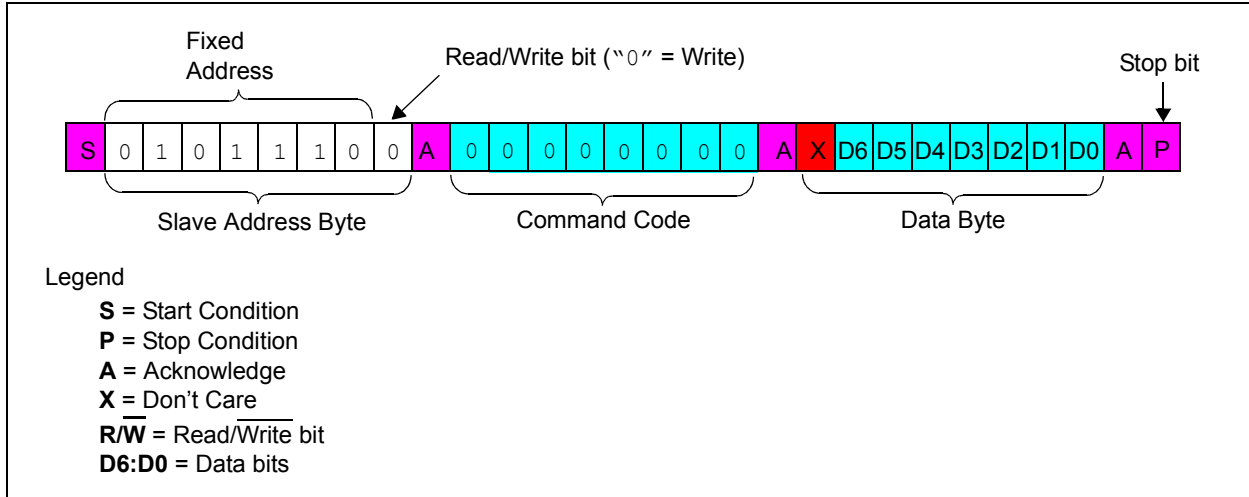 Fixed
Address
Read/Write bit (“0” = Write)
Stop bit
S 0 1 0 1 1 1 0 0 A 0 0 0 0 0 0 0 0 A X D6 D5 D4 D3 D2 D1 D0 A P
Slave Address Byte Command Code Data Byte
Legend
S = Start Condition
P = Stop Condition
A = Acknowledge
X = Don’t Care
R/W̅ = Read/W̅r̅i̅t̅e̅ bit
D6:D0 = Data bits